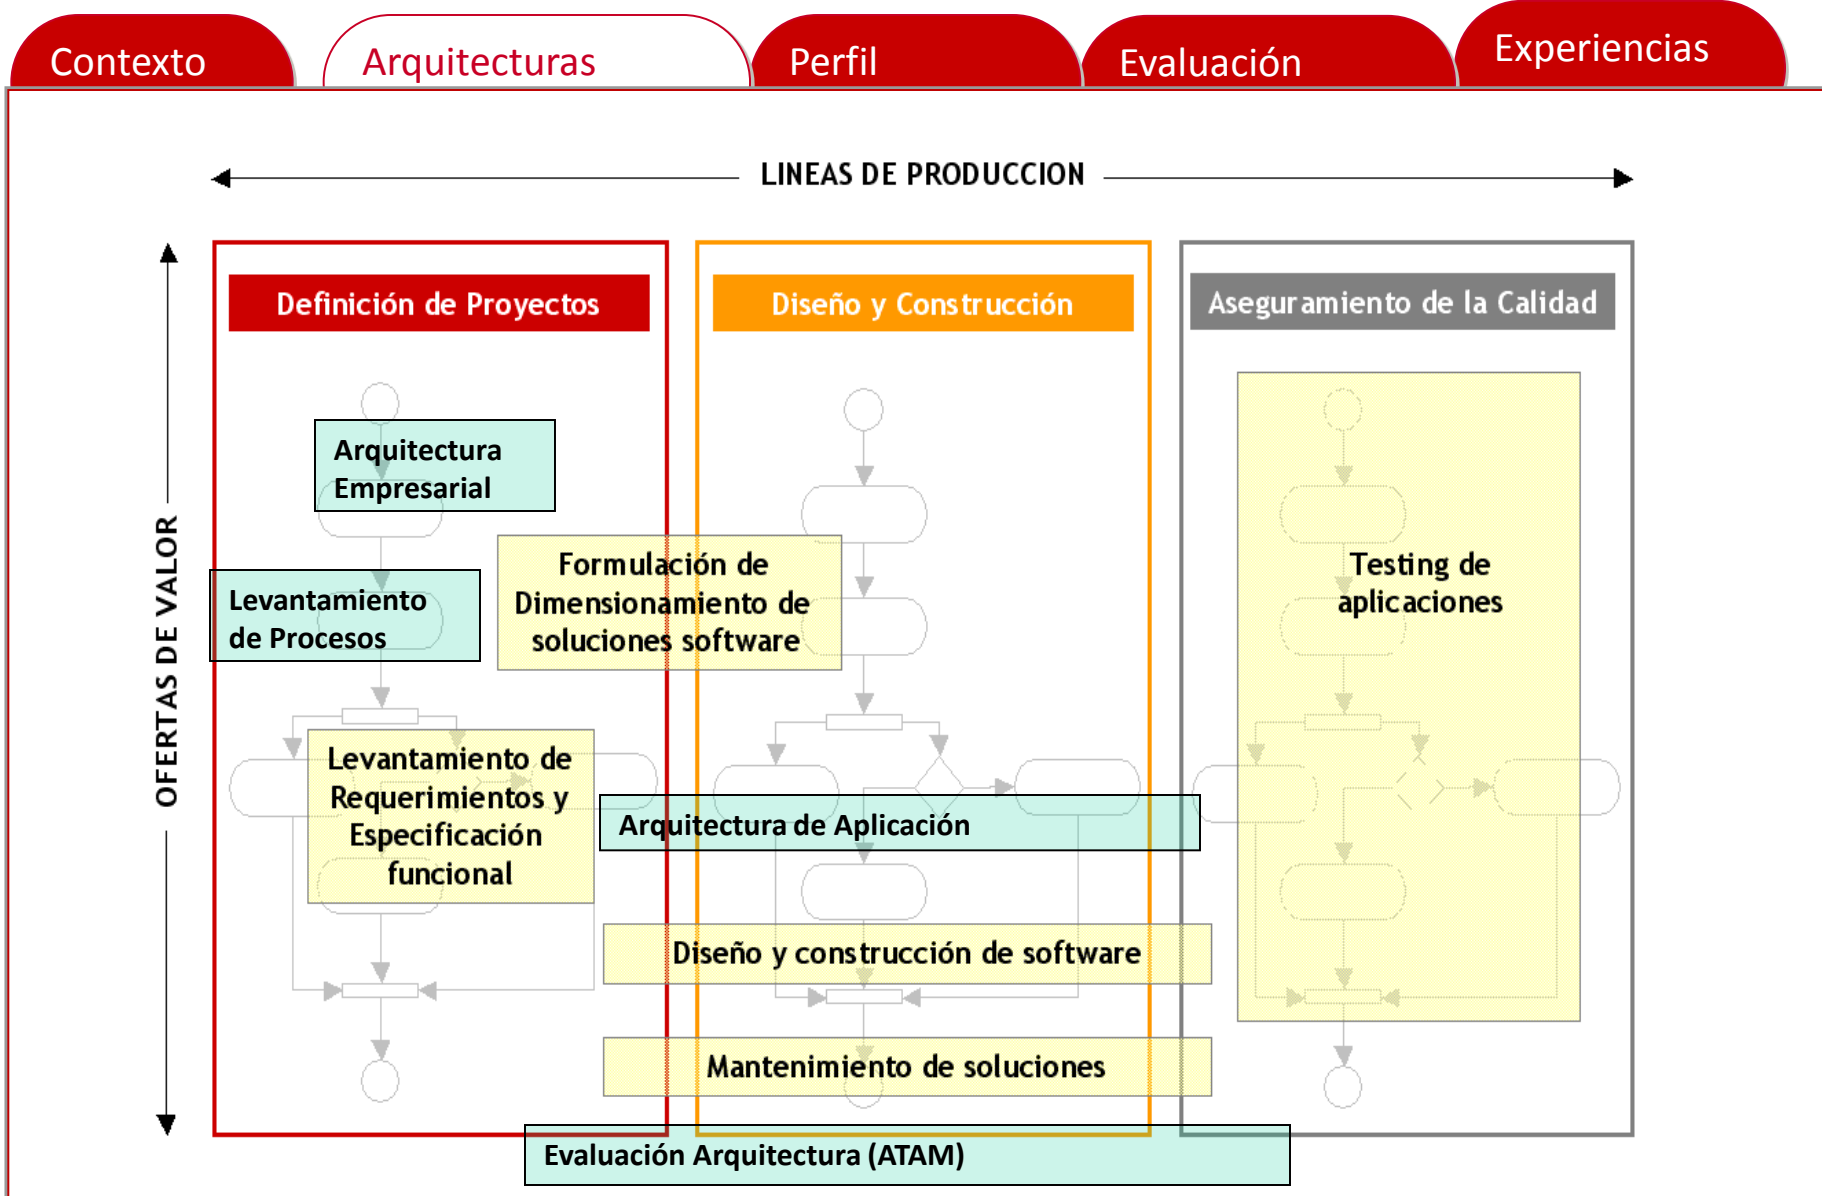 Contexto
Arquitecturas
Perfil
Evaluación
Experiencias
LINEAS DE PRODUCCION
OFERTAS DE VALOR
Definición de Proyectos
Diseño y Construcción
Aseguramiento de la Calidad
Arquitectura
Empresarial
Levantamiento
de Procesos
Formulación de
Dimensionamiento de
soluciones software
Testing de
aplicaciones
Levantamiento de
Requerimientos y
Especificación
funcional
Arquitectura de Aplicación
Diseño y construcción de software
Mantenimiento de soluciones
Evaluación Arquitectura (ATAM)